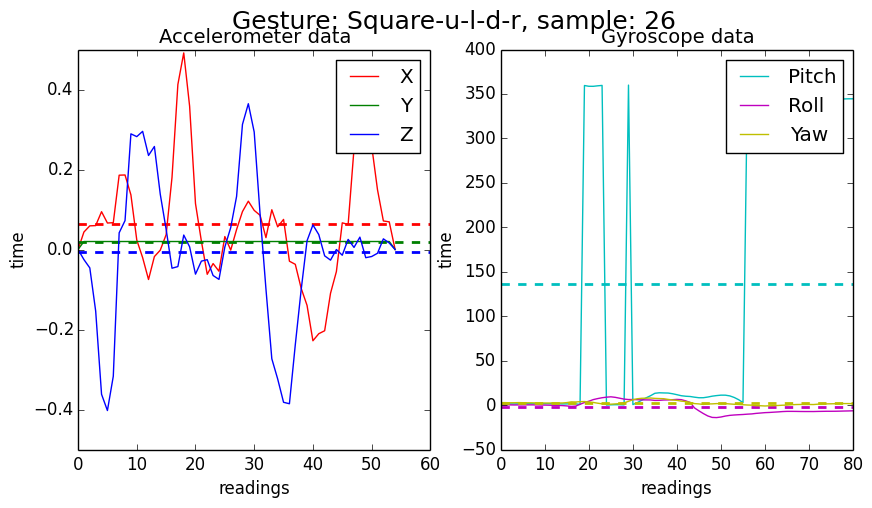 Gesture: Square-u-l-d-r, sample: 26
Accelerometer data
0.4
0.2
0.0
−0.2
−0.4
time
X
Y
Z
0 10 20 30 40 50 60
readings
Gyroscope data
400
350
300
250
200
150
100
50
0
−50
time
Pitch
Roll
Yaw
0 10 20 30 40 50 60 70 80
readings